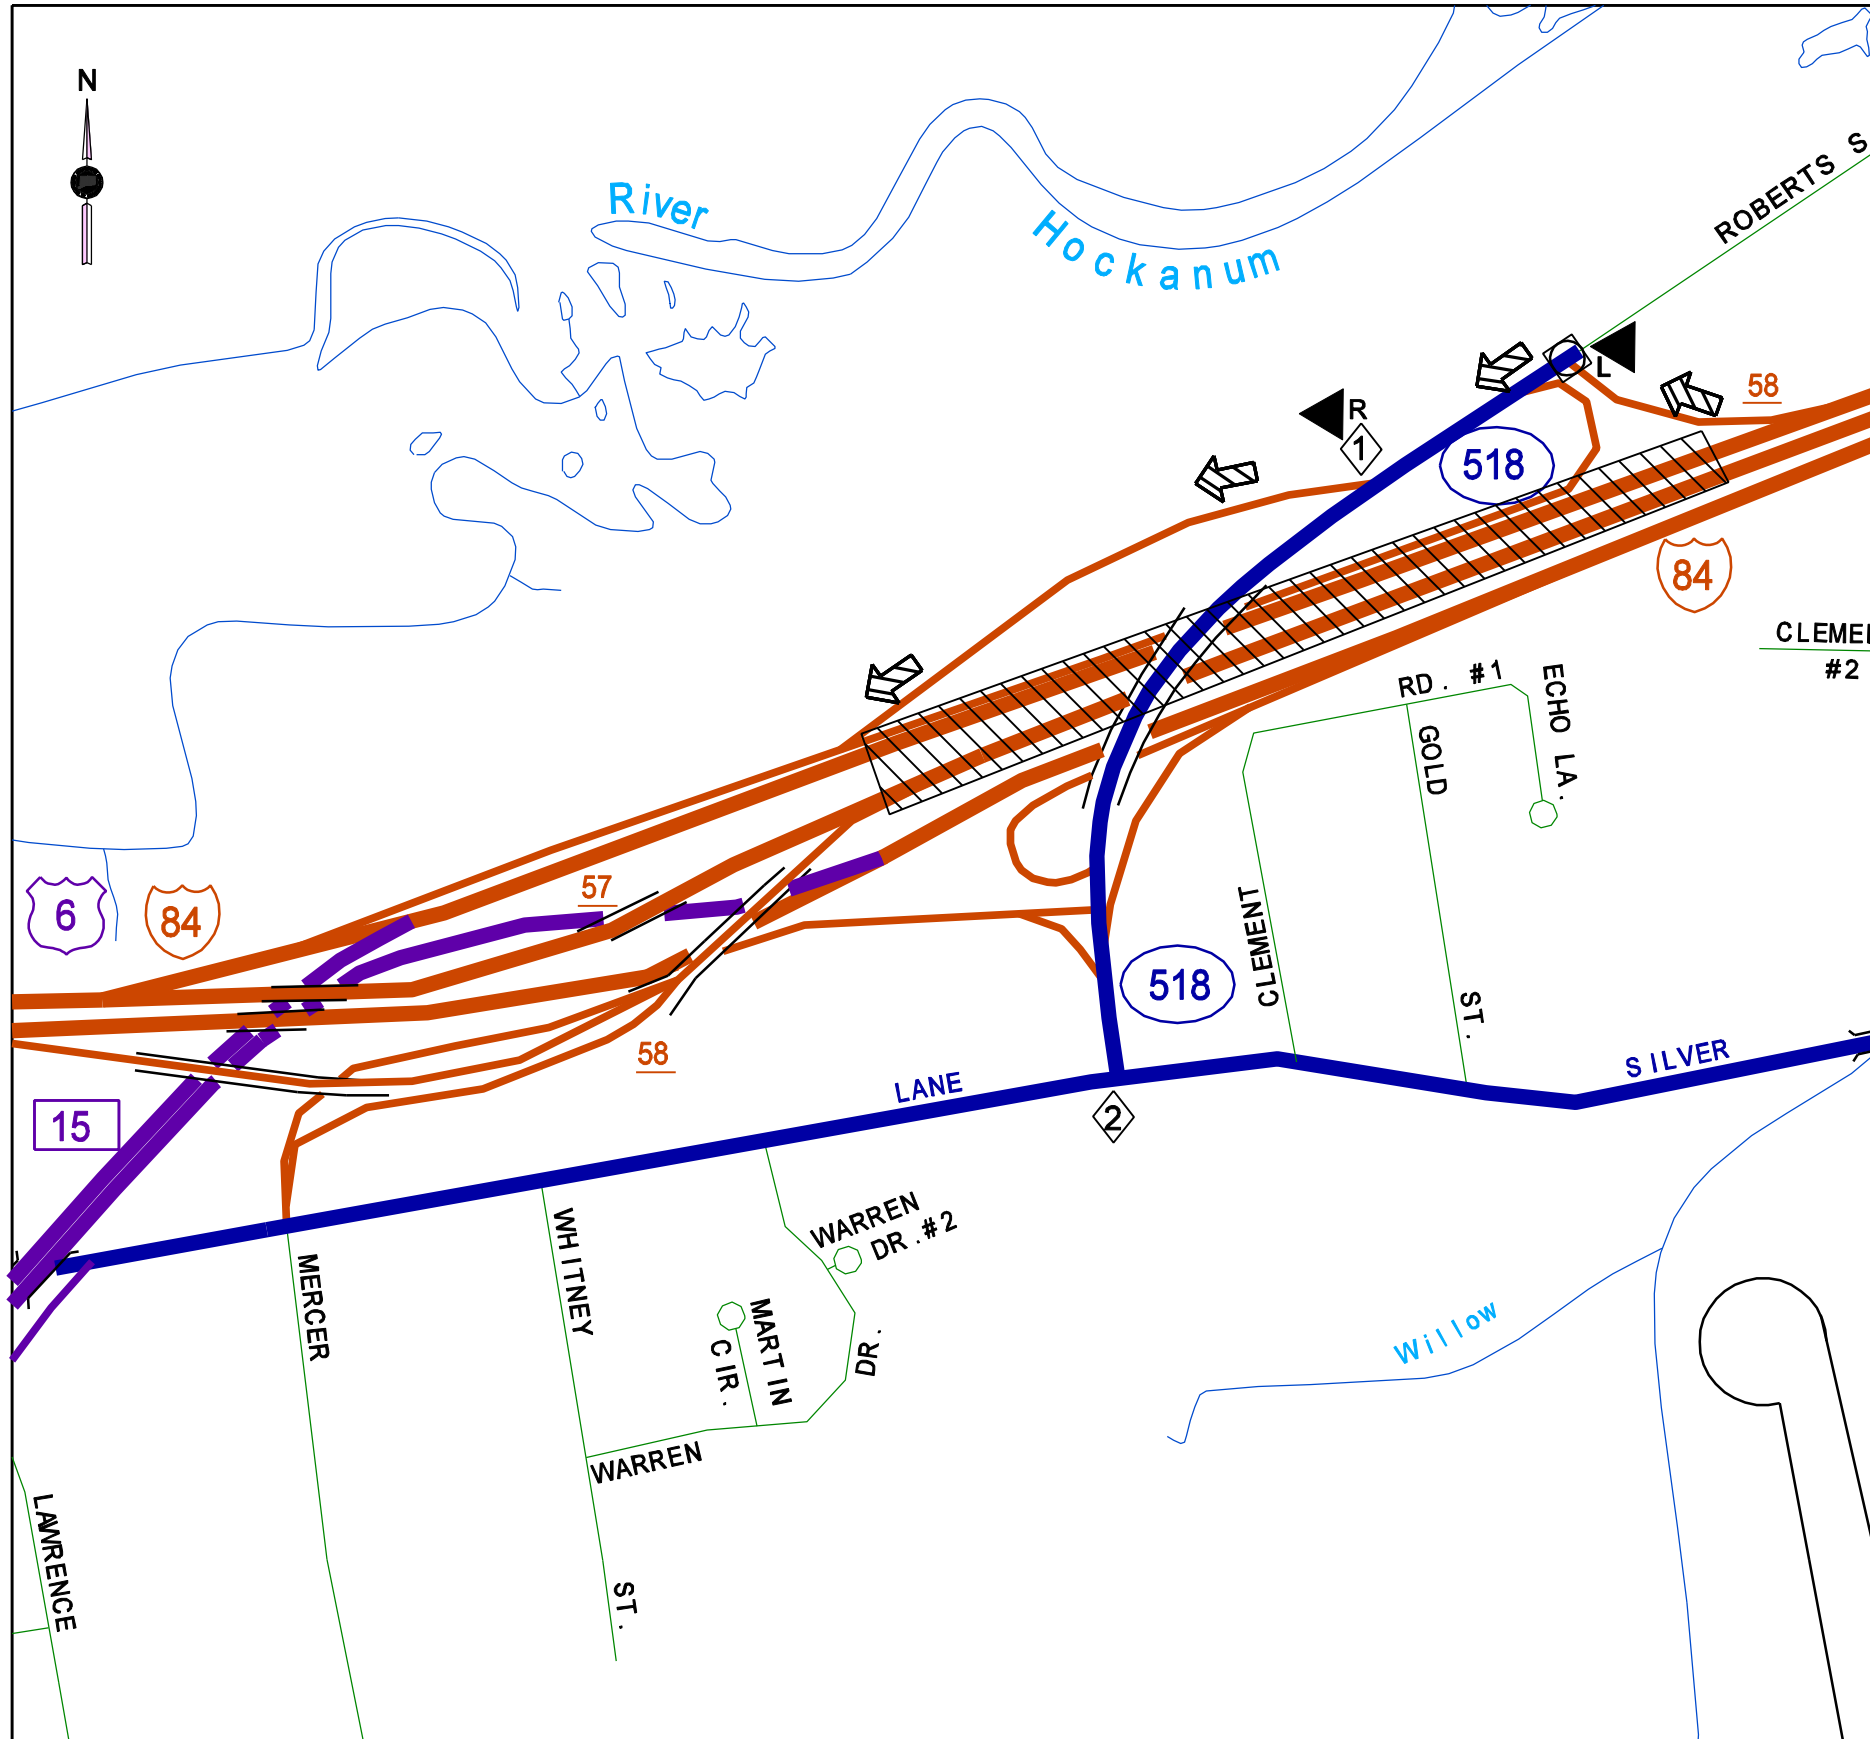 N
River
Hockanum
ROBERTS S
L
R
1
58
518
84
CLEME
#2
RD. #1
ECHO LA.
GOLD
ST.
57
6
84
CLEMENT
518
58
SILVER
LANE
15
2
WARREN
DR.#2
WHITNEY
ST.
MERCER
MARTIN
CIR.
DR.
Willow
WARREN
LAWRENCE